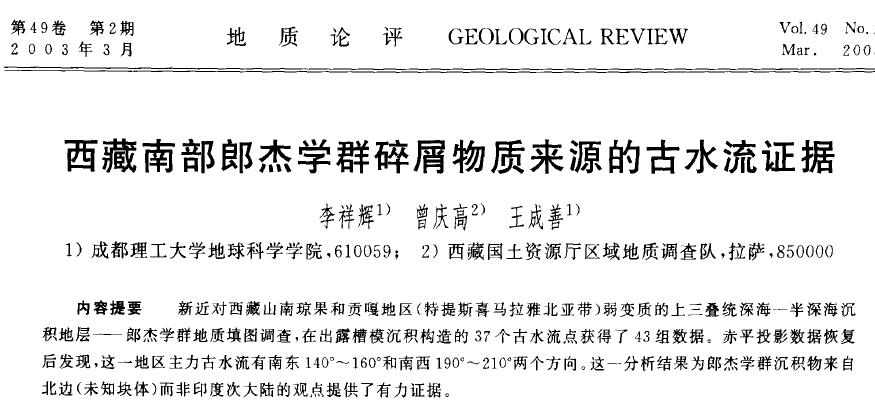 第49卷 第2期 地 质 论 评 GEOLOGICAL REVIEW Vol. 49 No.
2003年3月 Mar. 200
西藏南部郎杰学群碎屑物质来源的古水流证据
李祥辉1) 曾庆高2) 王成善1)
1) 成都理工大学地球科学学院,610059; 2) 西藏国土资源厅区域地质调查队,拉萨,850000
内容提要 新近对西藏山南琼果和贡嘎地区(特提斯喜马拉雅北亚带)弱变质的上三叠统深海—半深海沉
积地层——郎杰学群地质填图调查,在出露槽模沉积构造的37个古水流点获得了43组数据。赤平投影数据恢复
后发现,这一地区主力古水流有南东140°~160°和南西190°~210°两个方向。这一分析结果为郎杰学群沉积物来自
北边(未知块体)而非印度次大陆的观点提供了有力证据。